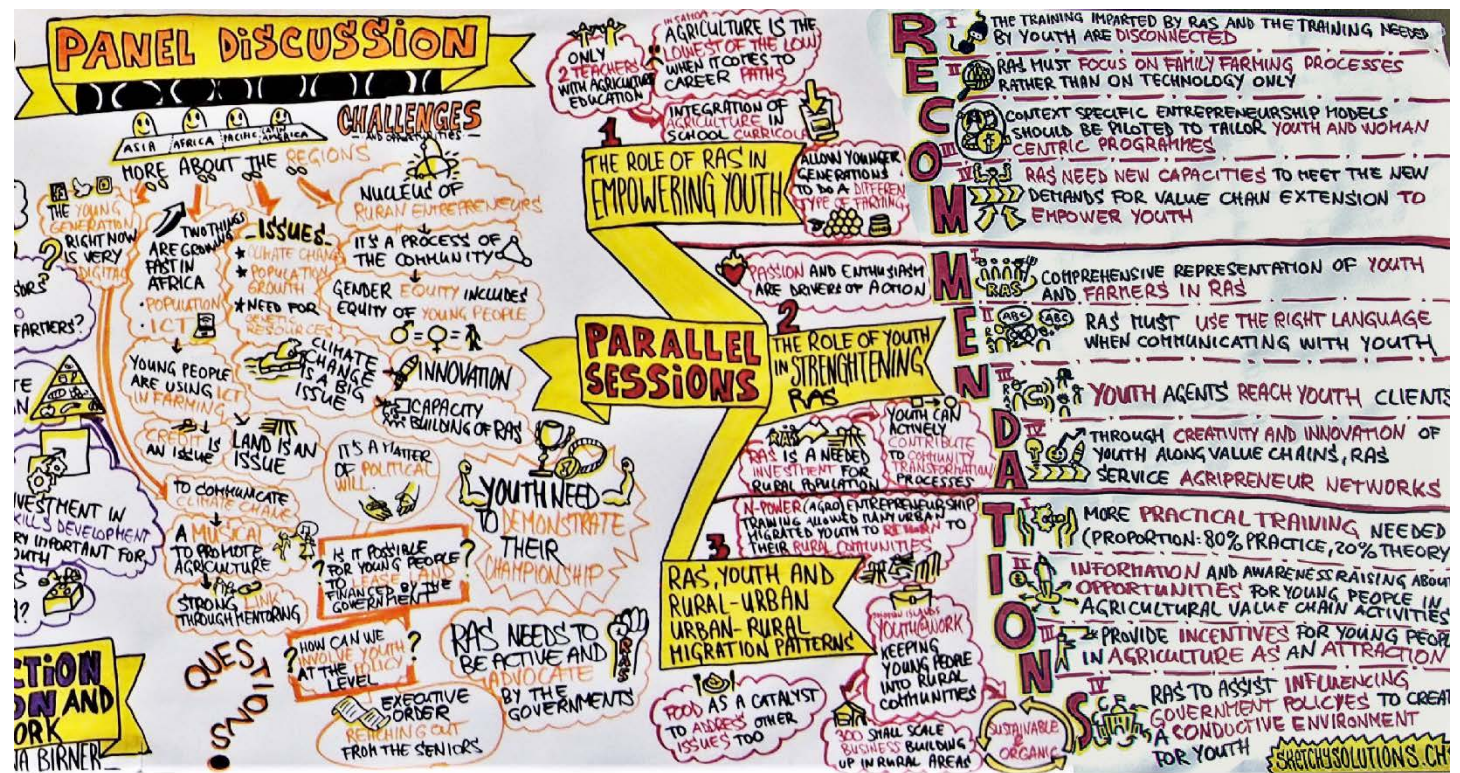 PANEL DISCUSSION
ASIA
AFRICA
PACIFIC
LATIN
AMERICA
MORE ABOUT THE REGIONS
CHALLENGES
AND OPPORTUNITIES
THE YOUNG
GENERATION
RIGHT NOW
IS VERY
DIGITAL
TWO THINGS
ARE GROWING
FAST IN
AFRICA
• POPULATION
• ICT
YOUNG PEOPLE
ARE USING ICT
IN FARMING
CREDIT IS
AN ISSUE
LAND IS AN
ISSUE
TO COMMUNICATE
CLIMATE CHANGE
A MUSICAL
TO PROMOTE
AGRICULTURE
STRONG LINK
THROUGH MENTORING
ISSUES
* CLIMATE CHANGE
* POPULATION
GROWTH
* NEED FOR
GENETIC
RESOURCES
CLIMATE
CHANGE
IS A BIG
ISSUE
NUCLEUS OF
RURAN ENTREPRENEURS
IT'S A PROCESS OF
THE COMMUNITY
GENDER EQUITY INCLUDES
EQUITY OF YOUNG PEOPLE
INNOVATION
CAPACITY
BUILDING OF RAS
IT'S A MATTER
OF POLITICAL
WILL
YOUTH NEED
TO DEMONSTRATE
THEIR
CHAMPIONSHIP
QUESTIONS
IS IT POSSIBLE
FOR YOUNG PEOPLE
TO LEASE LAND
FINANCED BY THE
GOVERNMENT
?
?
HOW CAN WE
INVOLVE YOUTH
AT THE POLICY
LEVEL
?
?
EXECUTIVE
ORDER
REACHING OUT
FROM THE SENIORS
RAS NEEDS TO
BE ACTIVE AND
ADVOCATE
BY THE
GOVERNMENTS
RAS
FARMERS?
INVESTMENT IN
SKILLS DEVELOPMENT
IMPORTANT FOR
AND
BIRNER
PARALLEL
SESSIONS
1
THE ROLE OF RAS IN
EMPOWERING YOUTH
ONLY
2 TEACHERS
WITH AGRICULTURE
EDUCATION
IN SAMOA
AGRICULTURE IS THE
LOWEST OF THE LOW
WHEN IT COMES TO
CAREER PATHS
INTEGRATION OF
AGRICULTURE IN
SCHOOL CURRICOLA
ALLOW YOUNGER
GENERATIONS
TO DO A DIFFEREN
TYPE OF FARMING
2
THE ROLE OF YOUTH
IN STRENGHTENING
RAS
PASSION AND ENTHUSIASM
ARE DRIVERS OF ACTION
RAS
RAS IS A NEEDED
INVESTMENT FOR
RURAL POPULATION
YOUTH CAN
ACTIVELY
CONTRIBUTE
TO COMMUNITY
TRANSFORMATION
PROCESSES
3
RAS, YOUTH AND
RURAL-URBAN
URBAN-RURAL
MIGRATION PATTERNS
N-POWER (AGRO) ENTREPRENEURSHIP
TRAINING ALLOWED MANY URBAN
MIGRATED YOUTH TO RETURN TO
THEIR RURAL COMMUNITIES
YOUTH@WORK
KEEPING
YOUNG PEOPLE
INTO RURAL
COMMUNITIES
FOOD AS A CATALYST
TO ADDRESS OTHER
ISSUES TOO
300 SMALL SCALE
BUSINESS BUILDING
UP IN RURAL AREAS
SUSTAINABLE
&
ORGANIC
RECOMMENDATIONS
I
THE TRAINING IMPARTED BY RAS AND THE TRAINING NEEDED
BY YOUTH ARE DISCONNECTED
II
RAS MUST FOCUS ON FAMILY FARMING PROCESSES
RATHER THAN ON TECHNOLOGY ONLY
III
CONTEXT SPECIFIC ENTREPRENEURSHIP MODELS
SHOULD BE PILOTED TO TAILOR YOUTH AND WOMAN
CENTRIC PROGRAMMES
IV
RAS NEED NEW CAPACITIES TO MEET THE NEW
DEMANDS FOR VALUE CHAIN EXTENSION TO
EMPOWER YOUTH
I
RAS
COMPREHENSIVE REPRESENTATION OF YOUTH
AND FARMERS IN RAS
II
ABC
ABC
RAS MUST USE THE RIGHT LANGUAGE
WHEN COMMUNICATING WITH YOUTH
III
YOUTH AGENTS REACH YOUTH CLIENTS
IV
THROUGH CREATIVITY AND INNOVATION OF
YOUTH ALONG VALUE CHAINS, RAS
SERVICE AGRIPRENEUR NETWORKS
I
MORE PRACTICAL TRAINING NEEDED
(PROPORTION: 80% PRACTICE, 20% THEORY
II
INFORMATION AND AWARENESS RAISING ABOUT
OPPORTUNITIES FOR YOUNG PEOPLE IN
AGRICULTURAL VALUE CHAIN ACTIVITIES
III
PROVIDE INCENTIVES FOR YOUNG PEOPL
IN AGRICULTURE AS AN ATTRACTION
IV
RAS TO ASSIST INFLUENCING
GOVERNMENT POLICYES TO CREAT
A CONDUCTIVE ENVIRONMENT
FOR YOUTH
SKETCHYSOLUTIONS.CH